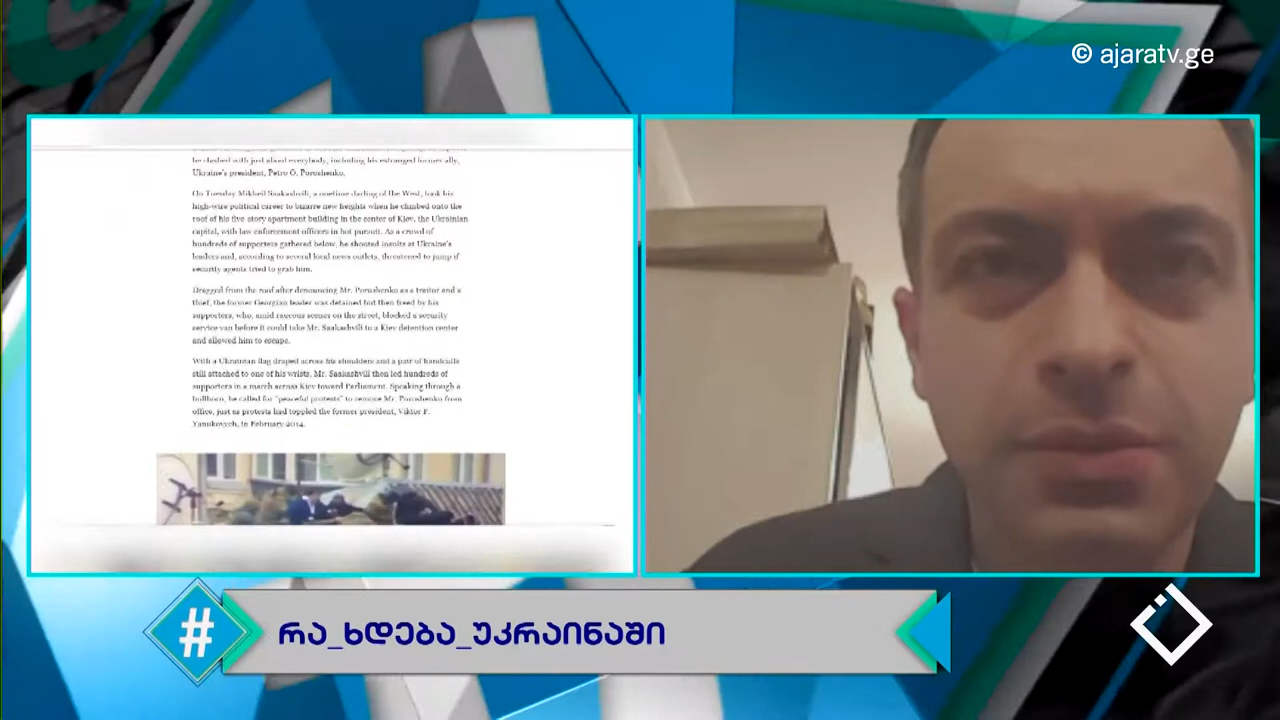 © ajaratv.ge
he clashed with just about everybody, including his estranged former ally,
Ukraine's president, Petro O. Poroshenko.
On Tuesday Mikheil Saakashvili, a onetime darling of the West, took his
high-wire political career to bizarre new heights when he climbed onto the
roof of his five-story apartment building in the center of Kiev, the Ukrainian
capital, with law enforcement officers in hot pursuit. As a crowd of
hundreds of supporters gathered below, he shouted insults at Ukraine's
leaders and, according to several local news outlets, threatened to jump if
security agents tried to grab him.
Dragged from the roof after denouncing Mr. Poroshenko as a traitor and a
thief, the former Georgian leader was detained but then freed by his
supporters, who, amid raucous scenes on the street, blocked a security
service van before it could take Mr. Saakashvili to a Kiev detention center
and allowed him to escape.
With a Ukrainian flag draped across his shoulders and a pair of handcuffs
still attached to one of his wrists, Mr. Saakashvili then led hundreds of
supporters in a march across Kiev toward Parliament. Speaking through a
bullhorn, he called for "peaceful protests" to remove Mr. Poroshenko from
office, just as protests had toppled the former president, Viktor F.
Yanukovych, in February 2014.
# რა_ხდება_უკრაინაში